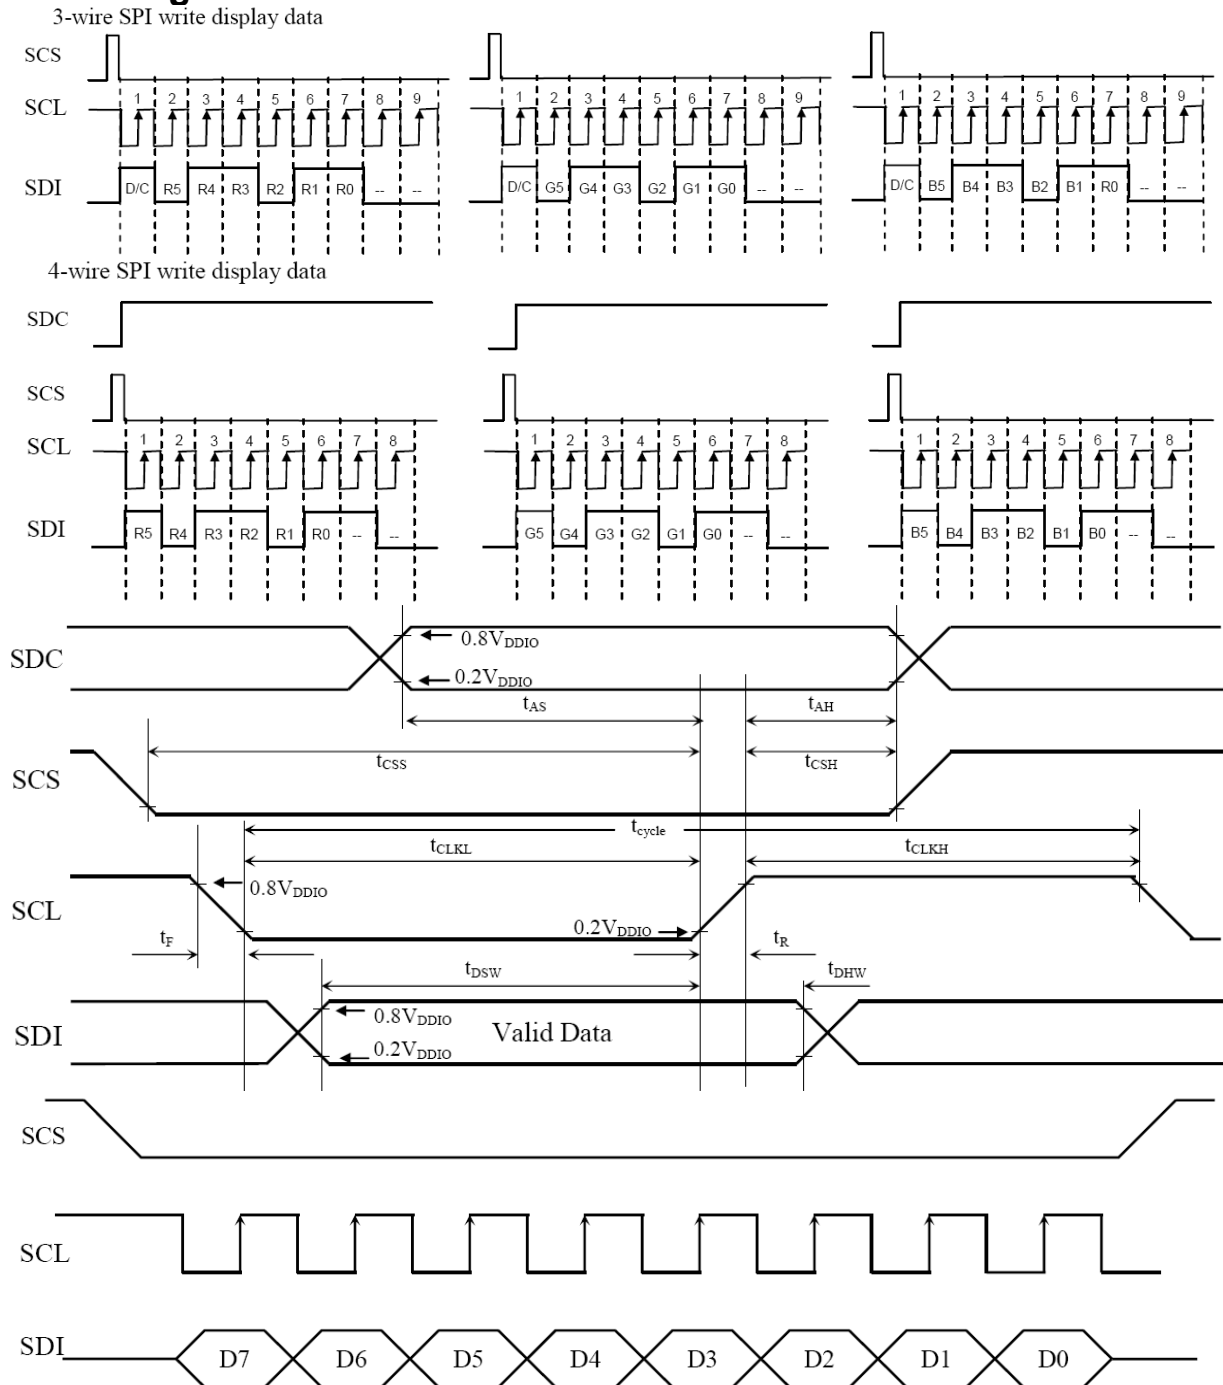 3-wire SPI write display data
SCS
SCL
1 2 3 4 5 6 7 8 9
1 2 3 4 5 6 7 8 9
1 2 3 4 5 6 7 8 9
SDI
D/C R5 R4 R3 R2 R1 R0 -- --
D/C G5 G4 G3 G2 G1 G0 -- --
D/C B5 B4 B3 B2 B1 R0 -- --
4-wire SPI write display data
SDC
SCS
SCL
1 2 3 4 5 6 7 8
1 2 3 4 5 6 7 8
1 2 3 4 5 6 7 8
SDI
R5 R4 R3 R2 R1 R0 -- --
G5 G4 G3 G2 G1 G0 -- --
B5 B4 B3 B2 B1 B0 -- --
SDC
0.8VDDIO
0.2VDDIO
tAS
tAH
SCS
tCSS
tCSH
tcycle
tCLKL
tCLKH
SCL
0.8VDDIO
0.2VDDIO
tF
tR
tDSW
tDHW
SDI
0.8VDDIO
0.2VDDIO
Valid Data
SCS
SCL
SDI
D7 D6 D5 D4 D3 D2 D1 D0